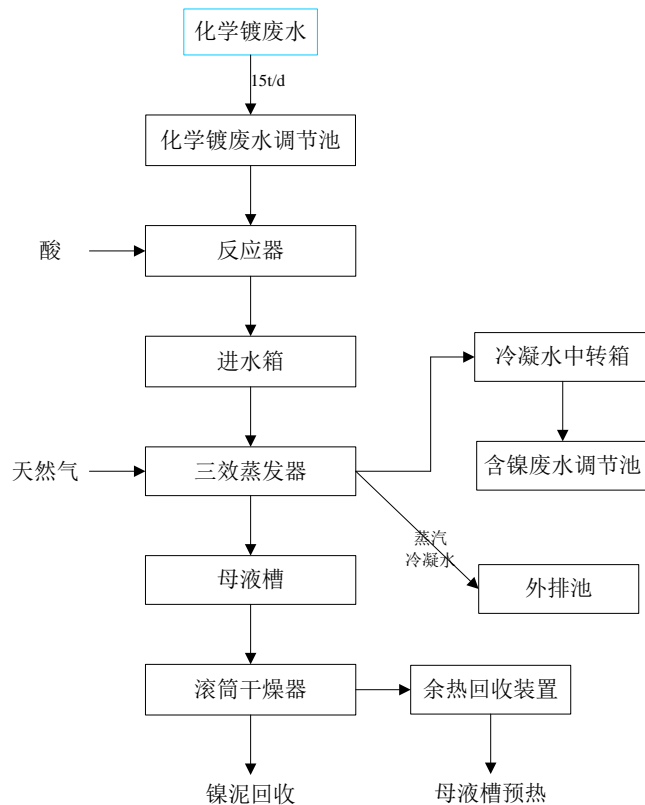 化学镀废水
15t/d
化学镀废水调节池
酸
反应器
进水箱
冷凝水中转箱
天然气
三效蒸发器
含镍废水调节池
蒸汽
冷凝水
母液槽
外排池
滚筒干燥器
余热回收装置
镍泥回收
母液槽预热